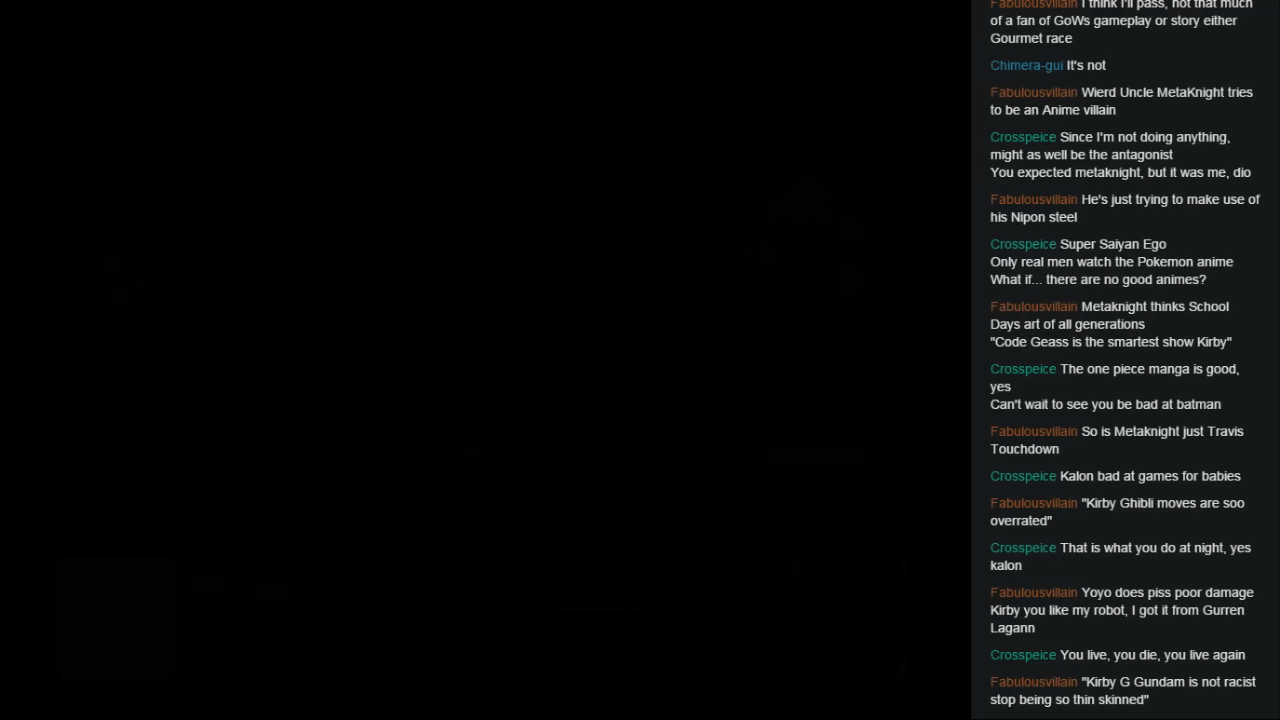 Fabulousvillain I think I'll pass, not that much
of a fan of GoWs gameplay or story either
Gourmet race
Chimera-gui It's not
Fabulousvillain Wierd Uncle MetaKnight tries
to be an Anime villain
Crosspeice Since I'm not doing anything,
might as well be the antagonist
You expected metaknight, but it was me, dio
Fabulousvillain He's just trying to make use of
his Nipon steel
Crosspeice Super Saiyan Ego
Only real men watch the Pokemon anime
What if... there are no good animes?
Fabulousvillain Metaknight thinks School
Days art of all generations
"Code Geass is the smartest show Kirby"
Crosspeice The one piece manga is good,
yes
Can't wait to see you be bad at batman
Fabulousvillain So is Metaknight just Travis
Touchdown
Crosspeice Kalon bad at games for babies
Fabulousvillain "Kirby Ghibli moves are soo
overrated"
Crosspeice That is what you do at night, yes
kalon
Fabulousvillain Yoyo does piss poor damage
Kirby you like my robot, I got it from Gurren
Lagann
Crosspeice You live, you die, you live again
Fabulousvillain "Kirby G Gundam is not racist
stop being so thin skinned"